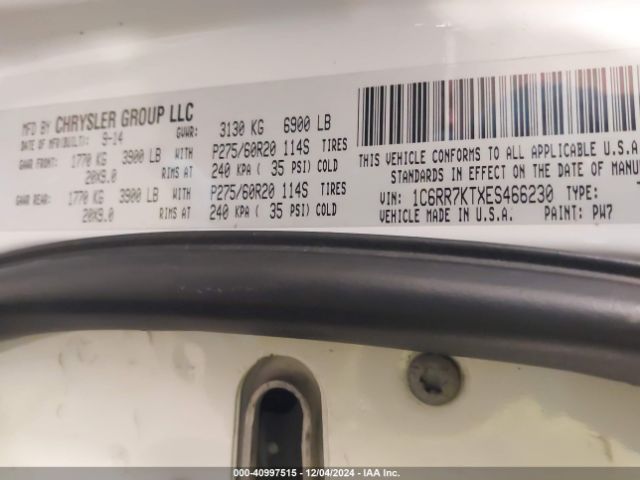 MFD BY CHRYSLER GROUP LLC
DATE OF MFR(BUILT): 9-14 GVWR: 3130 KG 6900 LB
GAWR FRONT: 1770 KG 3900 LB WITH P275/60R20 114S TIRES
20X9.0 RIMS AT 240 KPA ( 35 PSI) COLD
GAWR REAR: 1770 KG 3900 LB WITH P275/60R20 114S TIRES
20X9.0 RIMS AT 240 KPA ( 35 PSI) COLD
THIS VEHICLE CONFORMS TO ALL APPLICABLE U.S.A.
STANDARDS IN EFFECT ON THE DATE OF
VIN: 1C6RR7KTXES466230 TYPE:
VEHICLE MADE IN U.S.A. PAINT: PW7
000-40997515 - 12/04/2024 - IAA Inc.